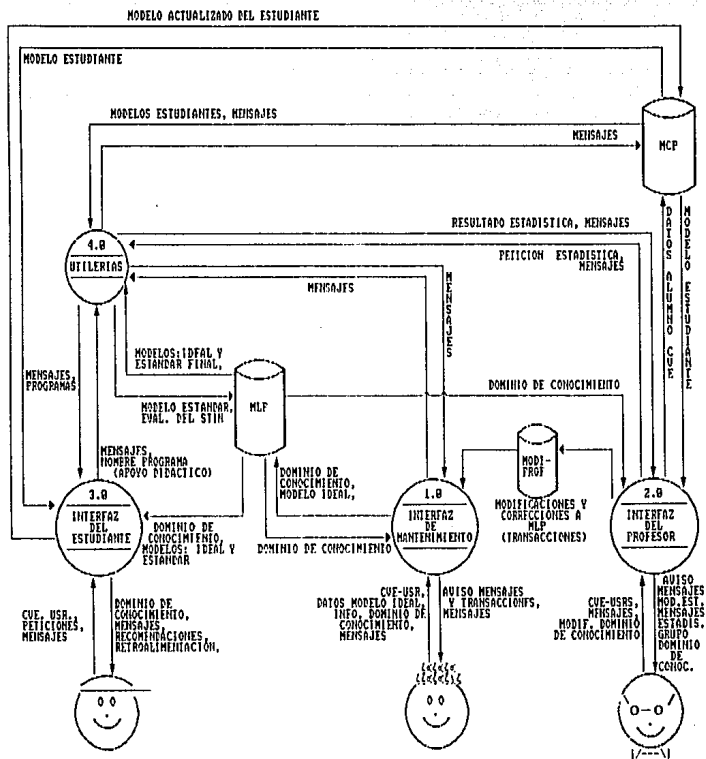 MODELO ACTUALIZADO DEL ESTUDIANTE
MODELO ESTUDIANTE
MODELOS ESTUDIANTES, MENSAJES
MENSAJES
MCP
RESULTADO ESTADISTICA, MENSAJES
PETICION ESTADISTICA,
MENSAJES
DATOS ALUMNO CVE
MODELO ESTUDIANTE
4.0
UTILERIAS
MENSAJES
MENSAJES
MODELOS: IDEAL Y
ESTANDAR FINAL,
MENSAJES,
PROGRAMAS
MODELO ESTANDAR,
EVAL. DEL STIN
MLP
DOMINIO DE CONOCIMIENTO
MENSAJES,
NOMBRE PROGRAMA
(APOYO DIDACTICO)
DOMINIO DE
CONOCIMIENTO,
MODELO IDEAL,
MODI-
PROF
3.0
INTERFAZ
DEL
ESTUDIANTE
DOMINIO DE
CONOCIMIENTO,
MODELOS: IDEAL Y
ESTANDAR
DOMINIO DE CONOCIMIENTO
1.0
INTERFAZ
DE
MANTENIMIENTO
MODIFICACIONES Y
CORRECCIONES A
MLP
(TRANSACCIONES)
2.0
INTERFAZ
DEL
PROFESOR
CVE, USR.,
PETICIONES,
MENSAJES
DOMINIO DE
CONOCIMIENTO,
MENSAJES,
RECOMENDACIONES,
RETROALIMENTACIÓN,
CVE-USR,
DATOS MODELO IDEAL,
INFO, DOMINIO DE
CONOCIMIENTO,
MENSAJES
AVISO MENSAJES
Y TRANSACCIONES,
MENSAJES
CVE-USRS,
MENSAJES,
MODIF, DOMINIO
DE CONOCIMIENTO
AVISO
MENSAJES
MOD.EST.,
MENSAJES
ESTADIS.
GRUPO
DOMINIO
DE
CONOC.